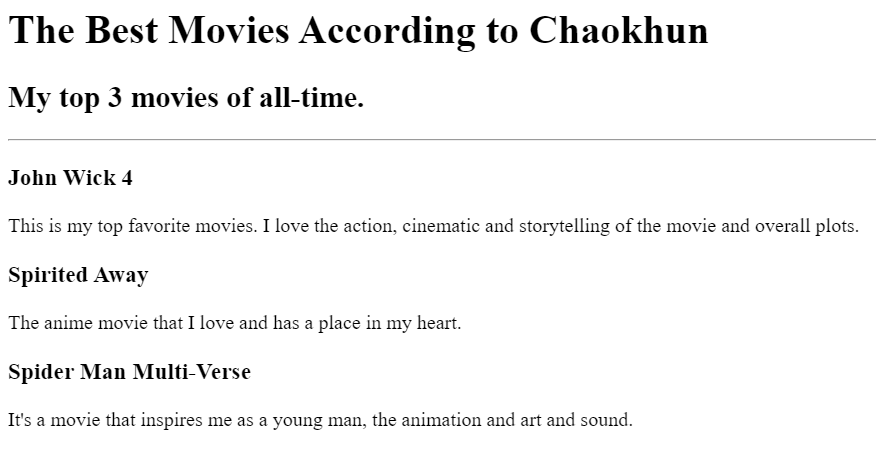 The Best Movies According to Chaokhun
My top 3 movies of all-time.
John Wick 4
This is my top favorite movies. I love the action, cinematic and storytelling of the movie and overall plots.
Spirited Away
The anime movie that I love and has a place in my heart.
Spider Man Multi-Verse
It's a movie that inspires me as a young man, the animation and art and sound.